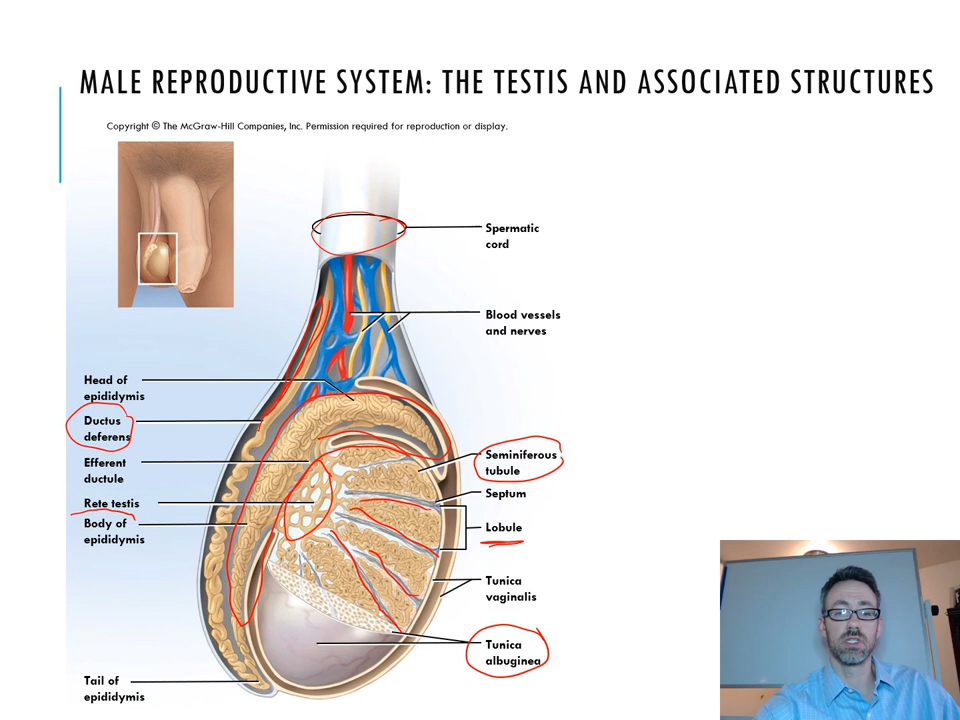 MALE REPRODUCTIVE SYSTEM: THE TESTIS AND ASSOCIATED STRUCTURES
Copyright © The McGraw-Hill Companies, Inc. Permission required for reproduction or display.
Spermatic
cord
Blood vessels
and nerves
Head of
epididymis
Ductus
deferens
Efferent
ductule
Rete testis
Body of
epididymis
Tail of
epididymis
Seminiferous
tubule
Septum
Lobule
Tunica
vaginalis
Tunica
albuginea